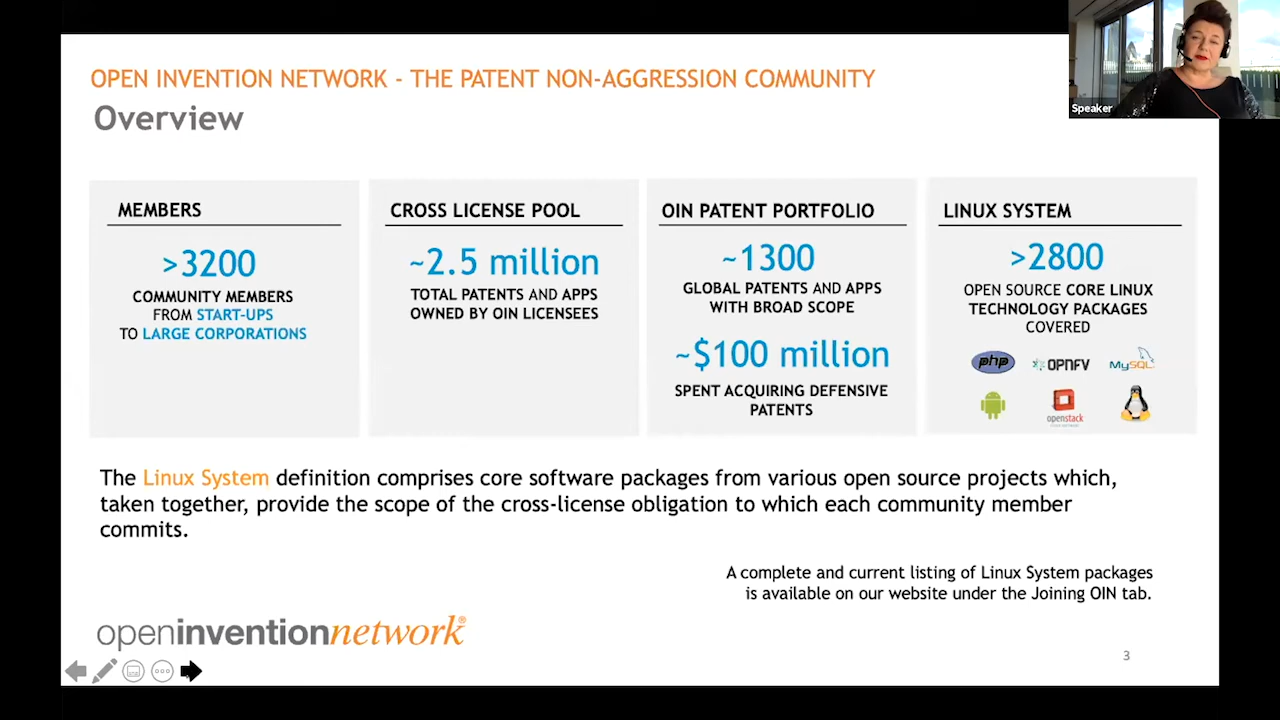 Speaker
OPEN INVENTION NETWORK - THE PATENT NON-AGGRESSION COMMUNITY
Overview
MEMBERS
>3200
COMMUNITY MEMBERS
FROM START-UPS
TO LARGE CORPORATIONS
CROSS LICENSE POOL
~2.5 million
TOTAL PATENTS AND APPS
OWNED BY OIN LICENSEES
OIN PATENT PORTFOLIO
~1300
GLOBAL PATENTS AND APPS
WITH BROAD SCOPE
~$100 million
SPENT ACQUIRING DEFENSIVE
PATENTS
LINUX SYSTEM
>2800
OPEN SOURCE CORE LINUX
TECHNOLOGY PACKAGES
COVERED
php OPNFV MySQL
openstack
The Linux System definition comprises core software packages from various open source projects which,
taken together, provide the scope of the cross-license obligation to which each community member
commits.
A complete and current listing of Linux System packages
is available on our website under the Joining OIN tab.
openinventionnetwork®
3